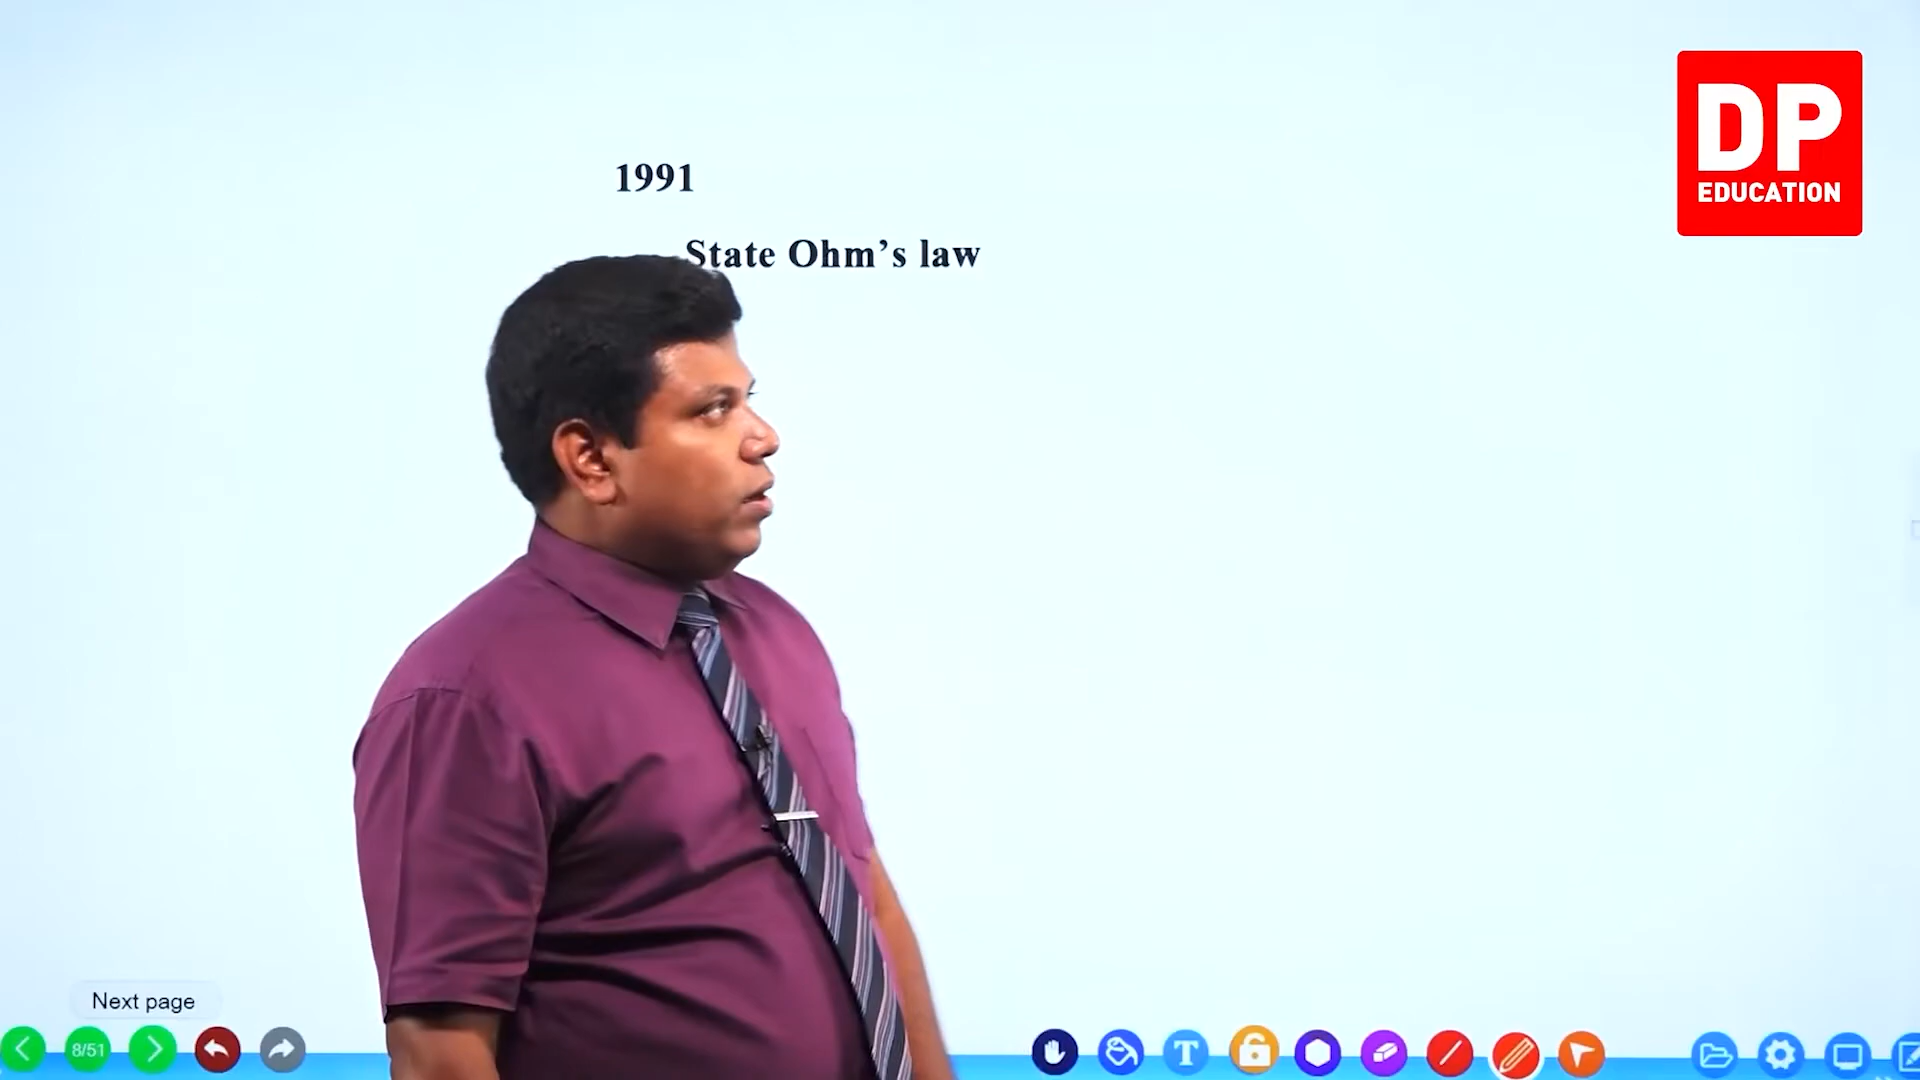 DP
EDUCATION
1991
State Ohm’s law
Next page
8/51
T